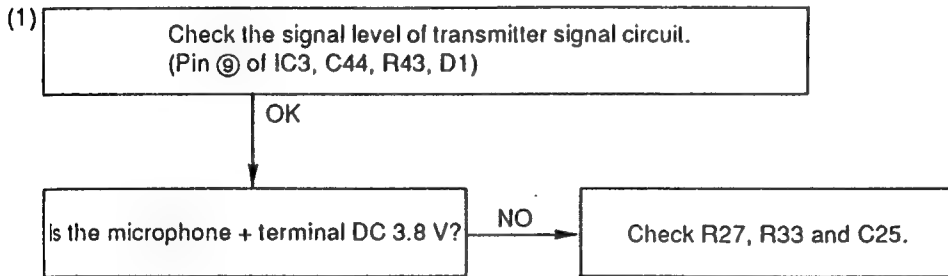 (1)
Check the signal level of transmitter signal circuit.
(Pin ⑨ of IC3, C44, R43, D1)
OK
Is the microphone + terminal DC 3.8 V?
NO
Check R27, R33 and C25.